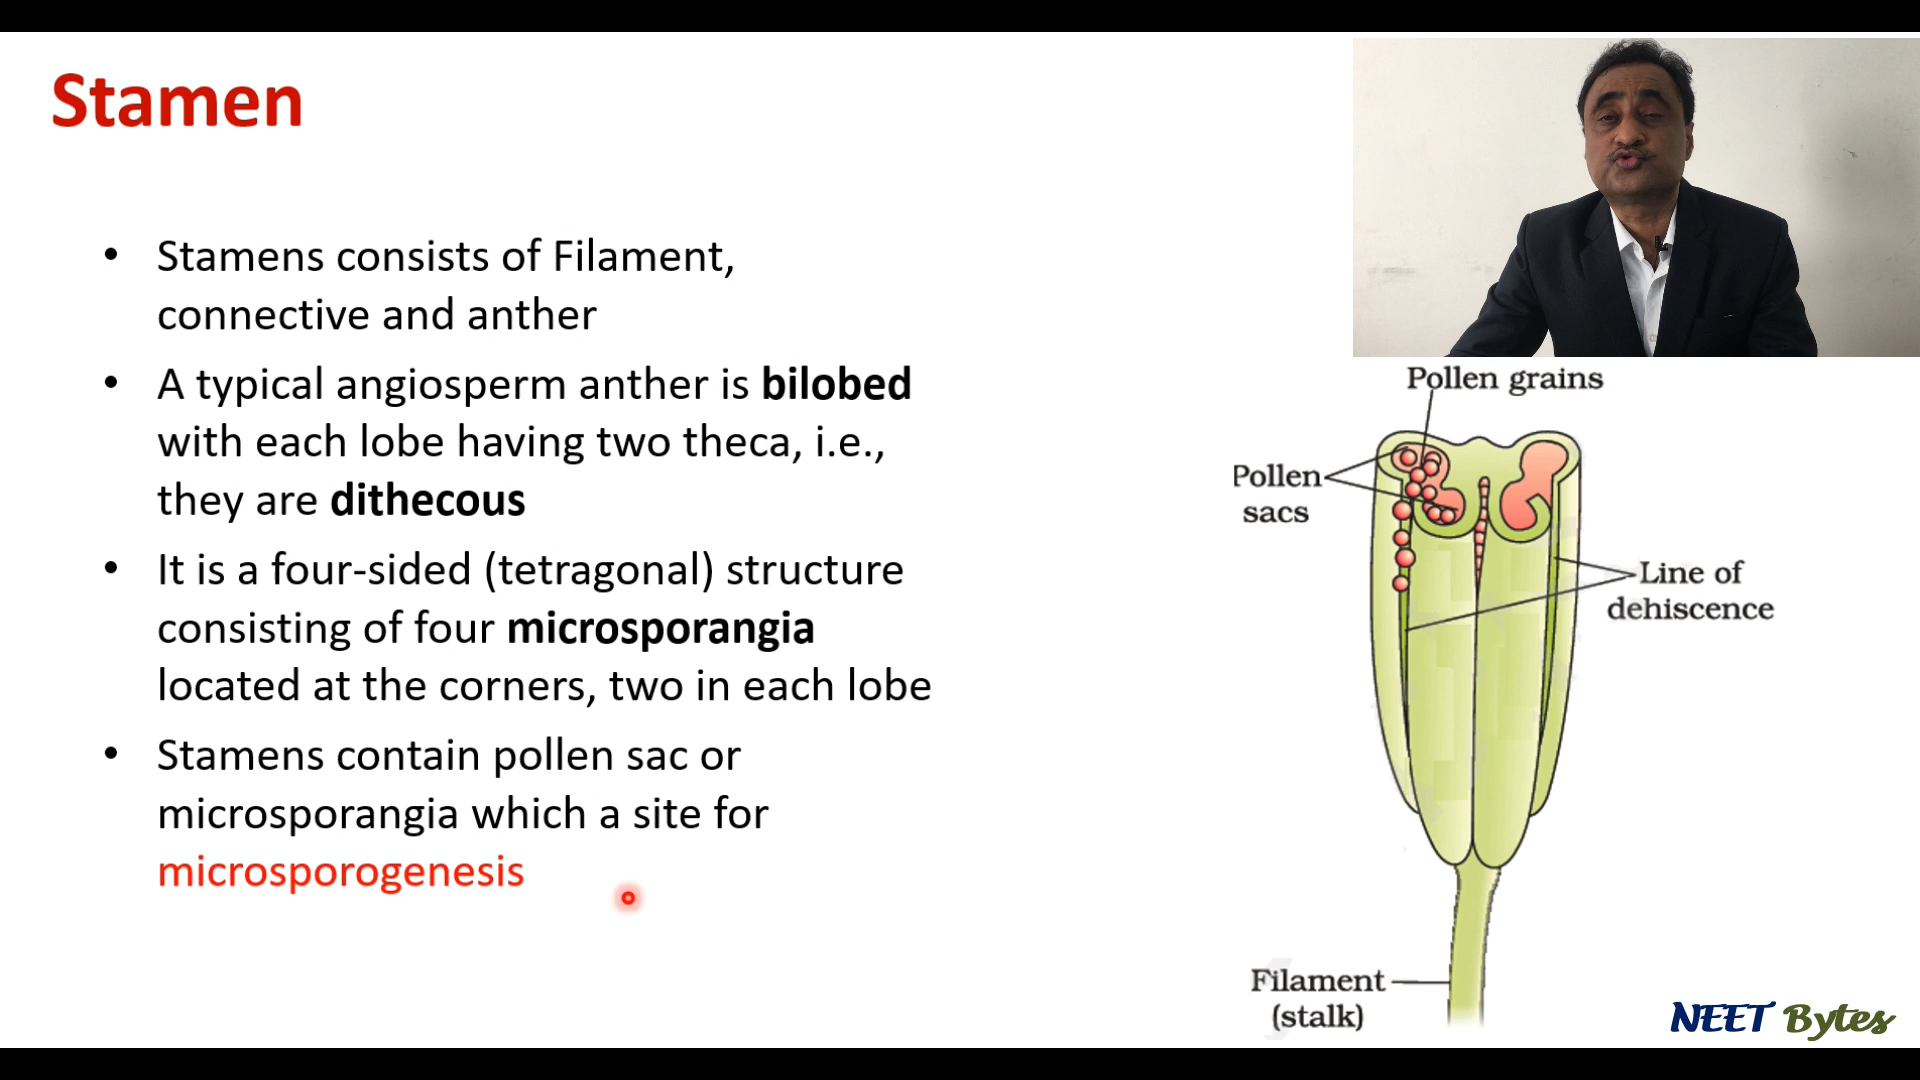 Stamen
• Stamens consists of Filament,
connective and anther
• A typical angiosperm anther is bilobed
with each lobe having two theca, i.e.,
they are dithecous
• It is a four-sided (tetragonal) structure
consisting of four microsporangia
located at the corners, two in each lobe
• Stamens contain pollen sac or
microsporangia which a site for
microsporogenesis
Pollen grains
Pollen
sacs
Line of
dehiscence
Filament
(stalk)
NEET Bytes